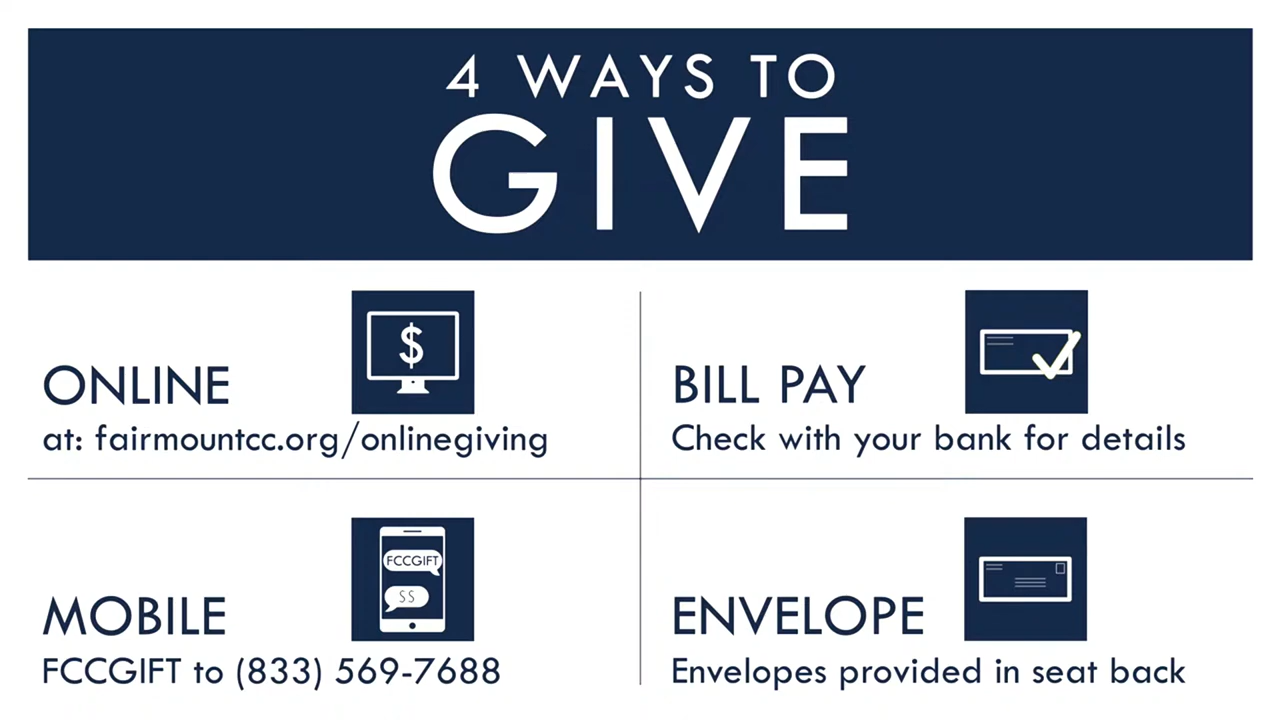 4 WAYS TO
GIVE
$
ONLINE
at: fairmountcc.org/onlinegiving
BILL PAY
Check with your bank for details
FCCGIFT
$$
MOBILE
FCCGIFT to (833) 569-7688
ENVELOPE
Envelopes provided in seat back